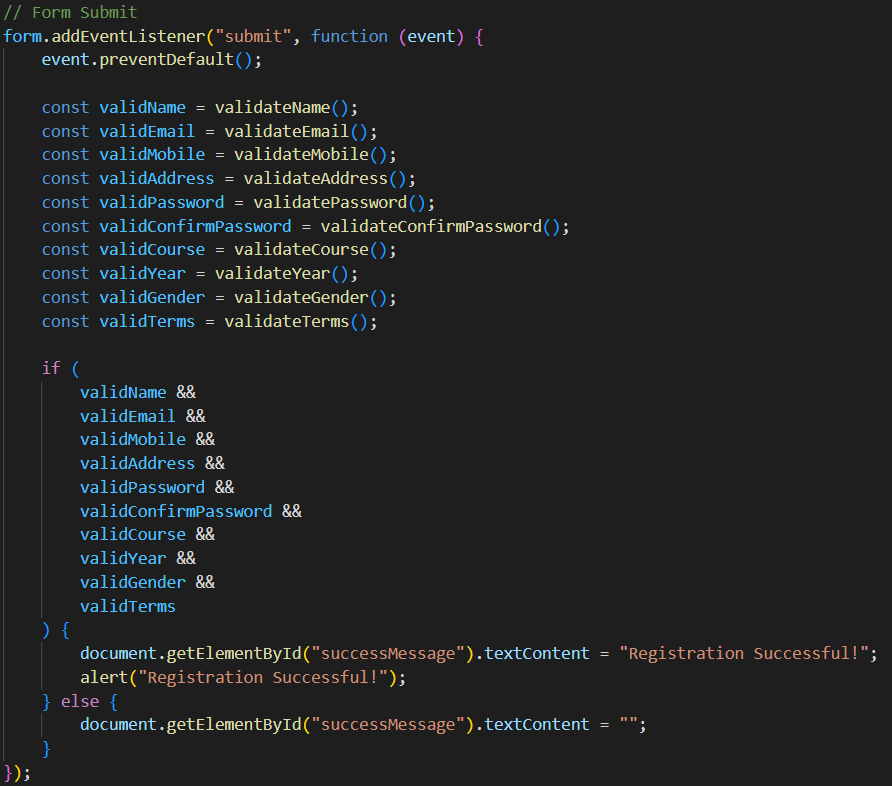 // Form Submit
form.addEventListener("submit", function (event) {
    event.preventDefault();

    const validName = validateName();
    const validEmail = validateEmail();
    const validMobile = validateMobile();
    const validAddress = validateAddress();
    const validPassword = validatePassword();
    const validConfirmPassword = validateConfirmPassword();
    const validCourse = validateCourse();
    const validYear = validateYear();
    const validGender = validateGender();
    const validTerms = validateTerms();

    if (
        validName &&
        validEmail &&
        validMobile &&
        validAddress &&
        validPassword &&
        validConfirmPassword &&
        validCourse &&
        validYear &&
        validGender &&
        validTerms
    ) {
        document.getElementById("successMessage").textContent = "Registration Successful!";
        alert("Registration Successful!");
    } else {
        document.getElementById("successMessage").textContent = "";
    }
});